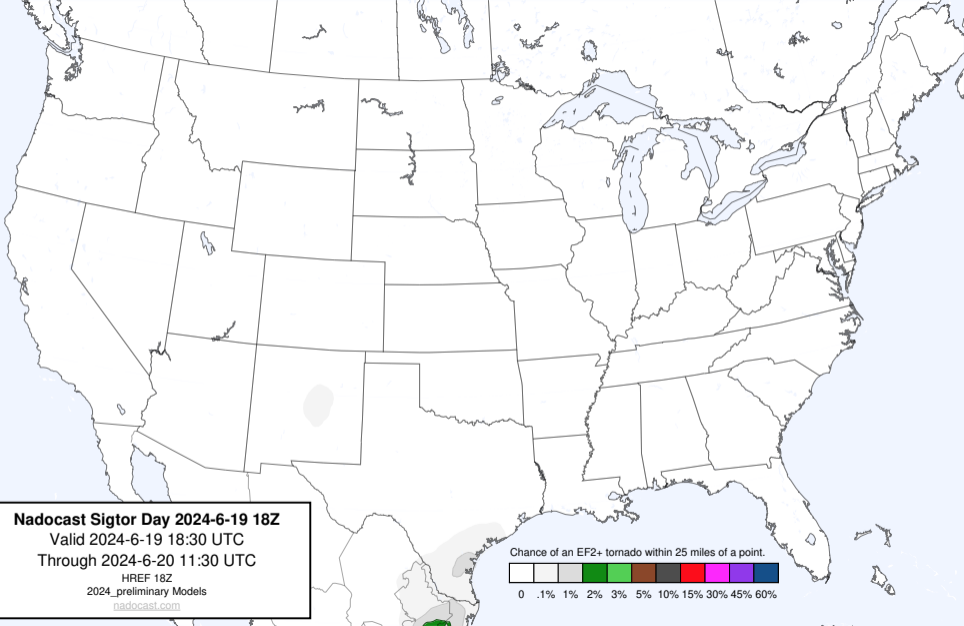 Nadocast Sigtor Day 2024-6-19 18Z
Valid 2024-6-19 18:30 UTC
Through 2024-6-20 11:30 UTC
HREF 18Z
2024_preliminary Models
nadocast.com
Chance of an EF2+ tornado within 25 miles of a point.
0 .1% 1% 2% 3% 5% 10% 15% 30% 45% 60%